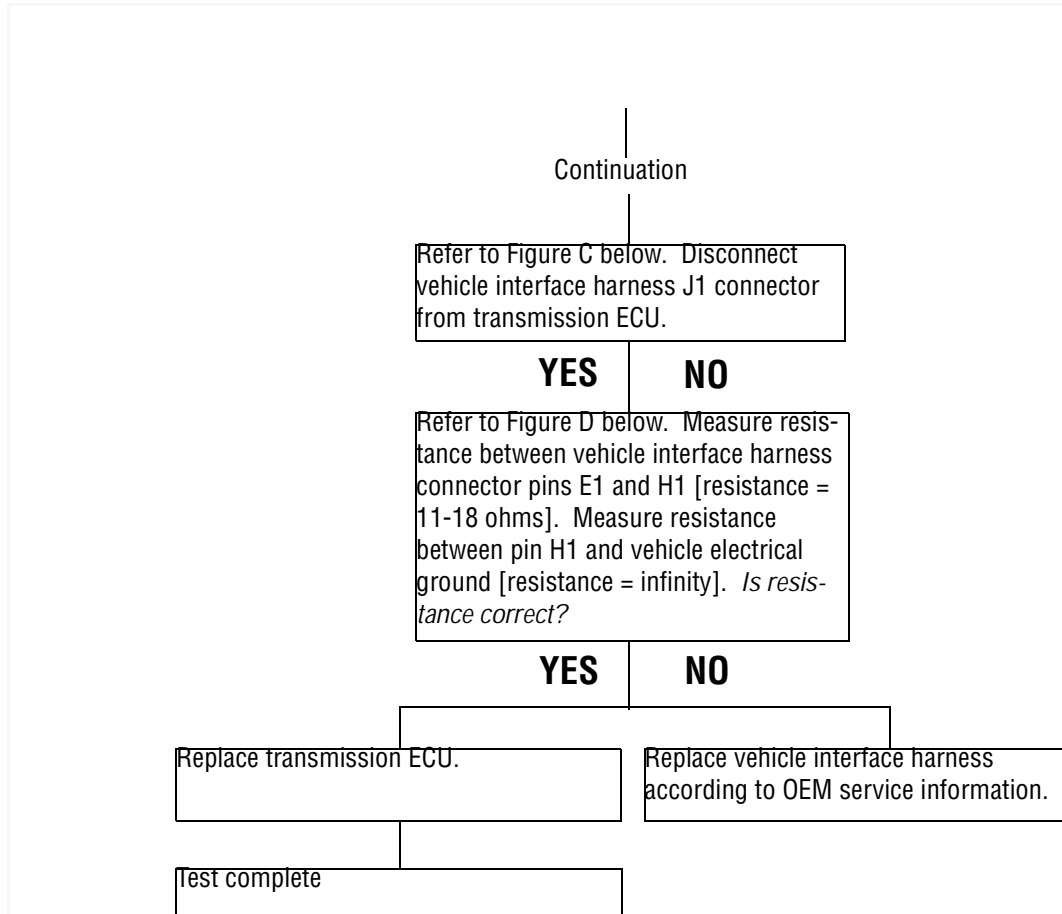 Continuation
Refer to Figure C below.  Disconnect
vehicle interface harness J1 connector
from transmission ECU.
YES NO
Refer to Figure D below.  Measure resis-
tance between vehicle interface harness
connector pins E1 and H1 [resistance =
11-18 ohms].  Measure resistance
between pin H1 and vehicle electrical
ground [resistance = infinity].  Is resis-
tance correct?
YES NO
Replace transmission ECU.
Replace vehicle interface harness
according to OEM service information.
Test complete